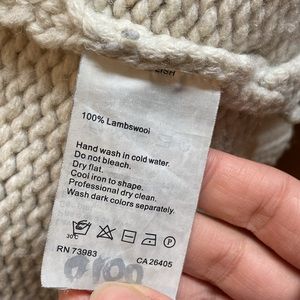 100% Lambswool
Hand wash in cold water.
Do not bleach.
Dry flat.
Cool iron to shape.
Professional dry clean.
Wash dark colors separately.
30°C
P
RN 73983
CA 26405